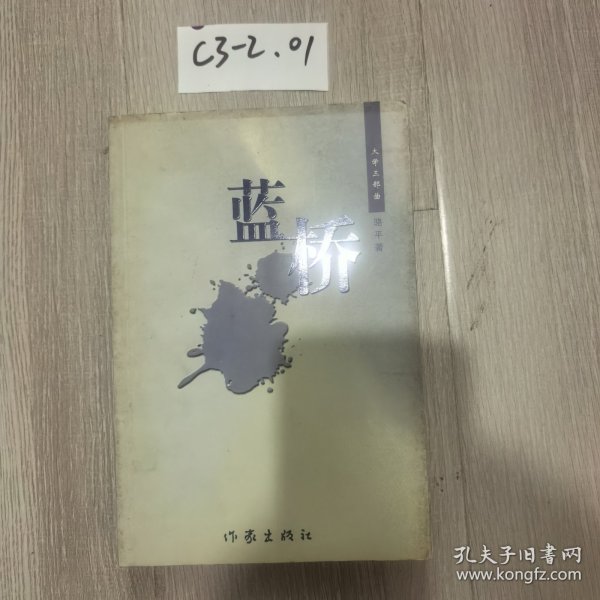 C3-2.01
大学三部曲
骆平著
蓝桥
作家出版社
孔夫子旧书网
www.kongfz.com